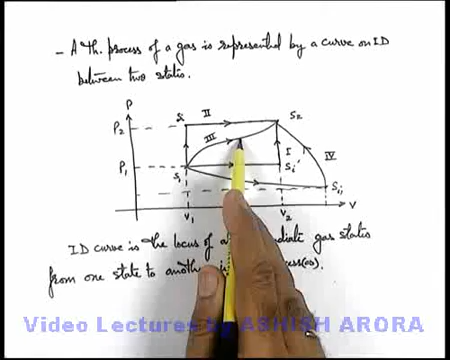 - A th. process of a gas is represented by a curve on ID
between two states.
P
II
S2
P2
III
I
IV
P1
S1
Si'
Sij
V1
V2
V
ID curve is the locus of gas states
from one state to another
Video Lectures by ASHISH ARORA